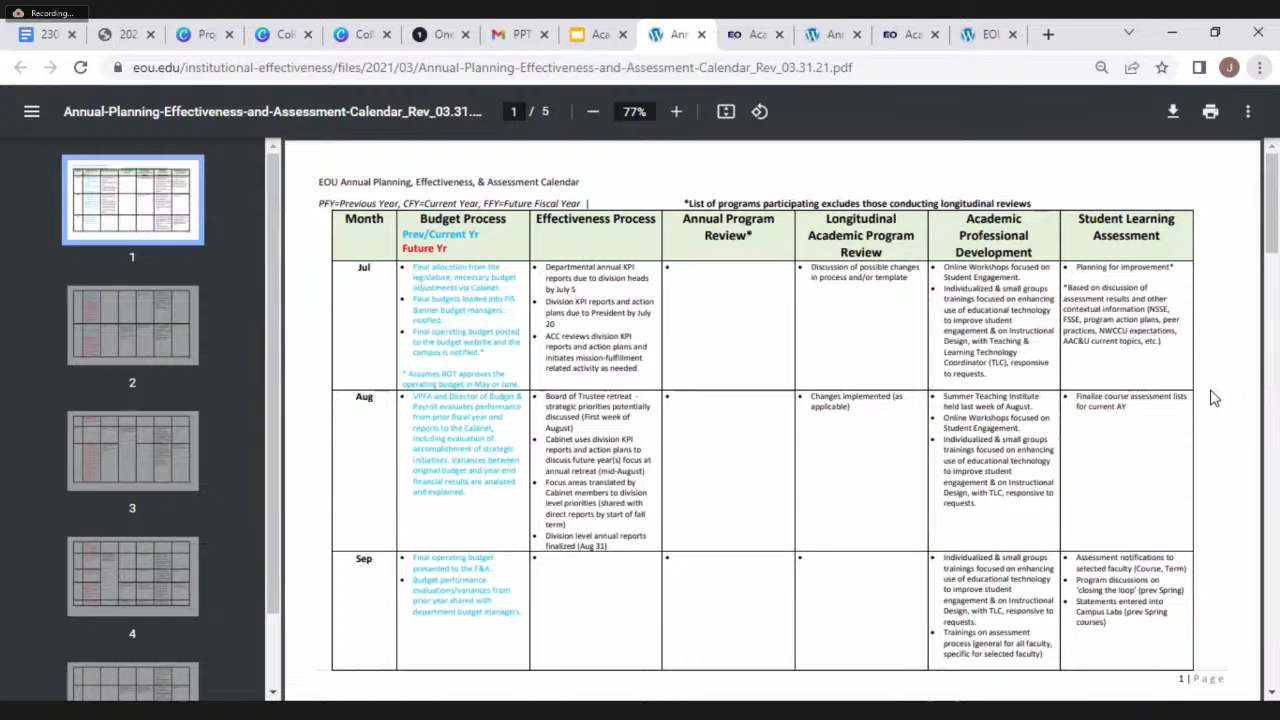 Recording...
230
202
Pro
Coll
Coll
One
PPT
Aca
Anr
Aca
Anr
Aca
EOU
eou.edu/institutional-effectiveness/files/2021/03/Annual-Planning-Effectiveness-and-Assessment-Calendar_Rev_03.31.21.pdf
J
Annual-Planning-Effectiveness-and-Assessment-Calendar_Rev_03.31....
1 / 5
77%
1
2
3
4
EOU Annual Planning, Effectiveness, & Assessment Calendar
PFY=Previous Year, CFY=Current Year, FFY=Future Fiscal Year |
*List of programs participating excludes those conducting longitudinal reviews
Month
Budget Process
Prev/Current Yr
Future Yr
Effectiveness Process
Annual Program
Review*
Longitudinal
Academic Program
Review
Academic
Professional
Development
Student Learning
Assessment
Jul
• Final allocation from the
legislature, necessary budget
adjustments via Cabinet.
• Final budgets loaded into FIS
Banner budget managers
notified.
• Final operating budget posted
to the budget website and the
campus is notified.*
* Assumes BOT approves the
operating budget in May or June.
• Departmental annual KPI
reports due to division heads
by July 5
• Division KPI reports and action
plans due to President by July
20
• ACC reviews division KPI
reports and action plans and
initiates mission-fulfillment
related activity as needed
•
• Discussion of possible changes
in process and/or template
• Online Workshops focused on
Student Engagement.
• Individualized & small groups
trainings focused on enhancing
use of educational technology
to improve student
engagement & on Instructional
Design, with Teaching &
Learning Technology
Coordinator (TLC), responsive
to requests.
• Planning for improvement*
*Based on discussion of
assessment results and other
contextual information (NSSE,
FSSE, program action plans, peer
practices, NWCCU expectations,
AAC&U current topics, etc.)
Aug
• VPFA and Director of Budget &
Payroll evaluates performance
from prior fiscal year and
reports to the Cabinet,
including evaluation of
accomplishment of strategic
initiatives. Variances between
original budget and year-end
financial results are analyzed
and explained.
• Board of Trustee retreat -
strategic priorities potentially
discussed (First week of
August)
• Cabinet uses division KPI
reports and action plans to
discuss future year(s) focus at
annual retreat (mid-August)
• Focus areas translated by
Cabinet members to division
level priorities (shared with
direct reports by start of fall
term)
• Division level annual reports
finalized (Aug 31)
•
• Changes implemented (as
applicable)
• Summer Teaching Institute
held last week of August.
• Online Workshops focused on
Student Engagement.
• Individualized & small groups
trainings focused on enhancing
use of educational technology
to improve student
engagement & on Instructional
Design, with TLC, responsive to
requests.
• Finalize course assessment lists
for current AY
Sep
• Final operating budget
presented to the F&A.
• Budget performance
evaluations/variances from
prior year shared with
department budget managers.
•
•
•
• Individualized & small groups
trainings focused on enhancing
use of educational technology
to improve student
engagement & on Instructional
Design, with TLC, responsive to
requests.
• Trainings on assessment
process (general for all faculty,
specific for selected faculty)
• Assessment notifications to
selected faculty (Course, Term)
• Program discussions on
'closing the loop' (prev Spring)
• Statements entered into
Campus Labs (prev Spring
courses)
1 | Page